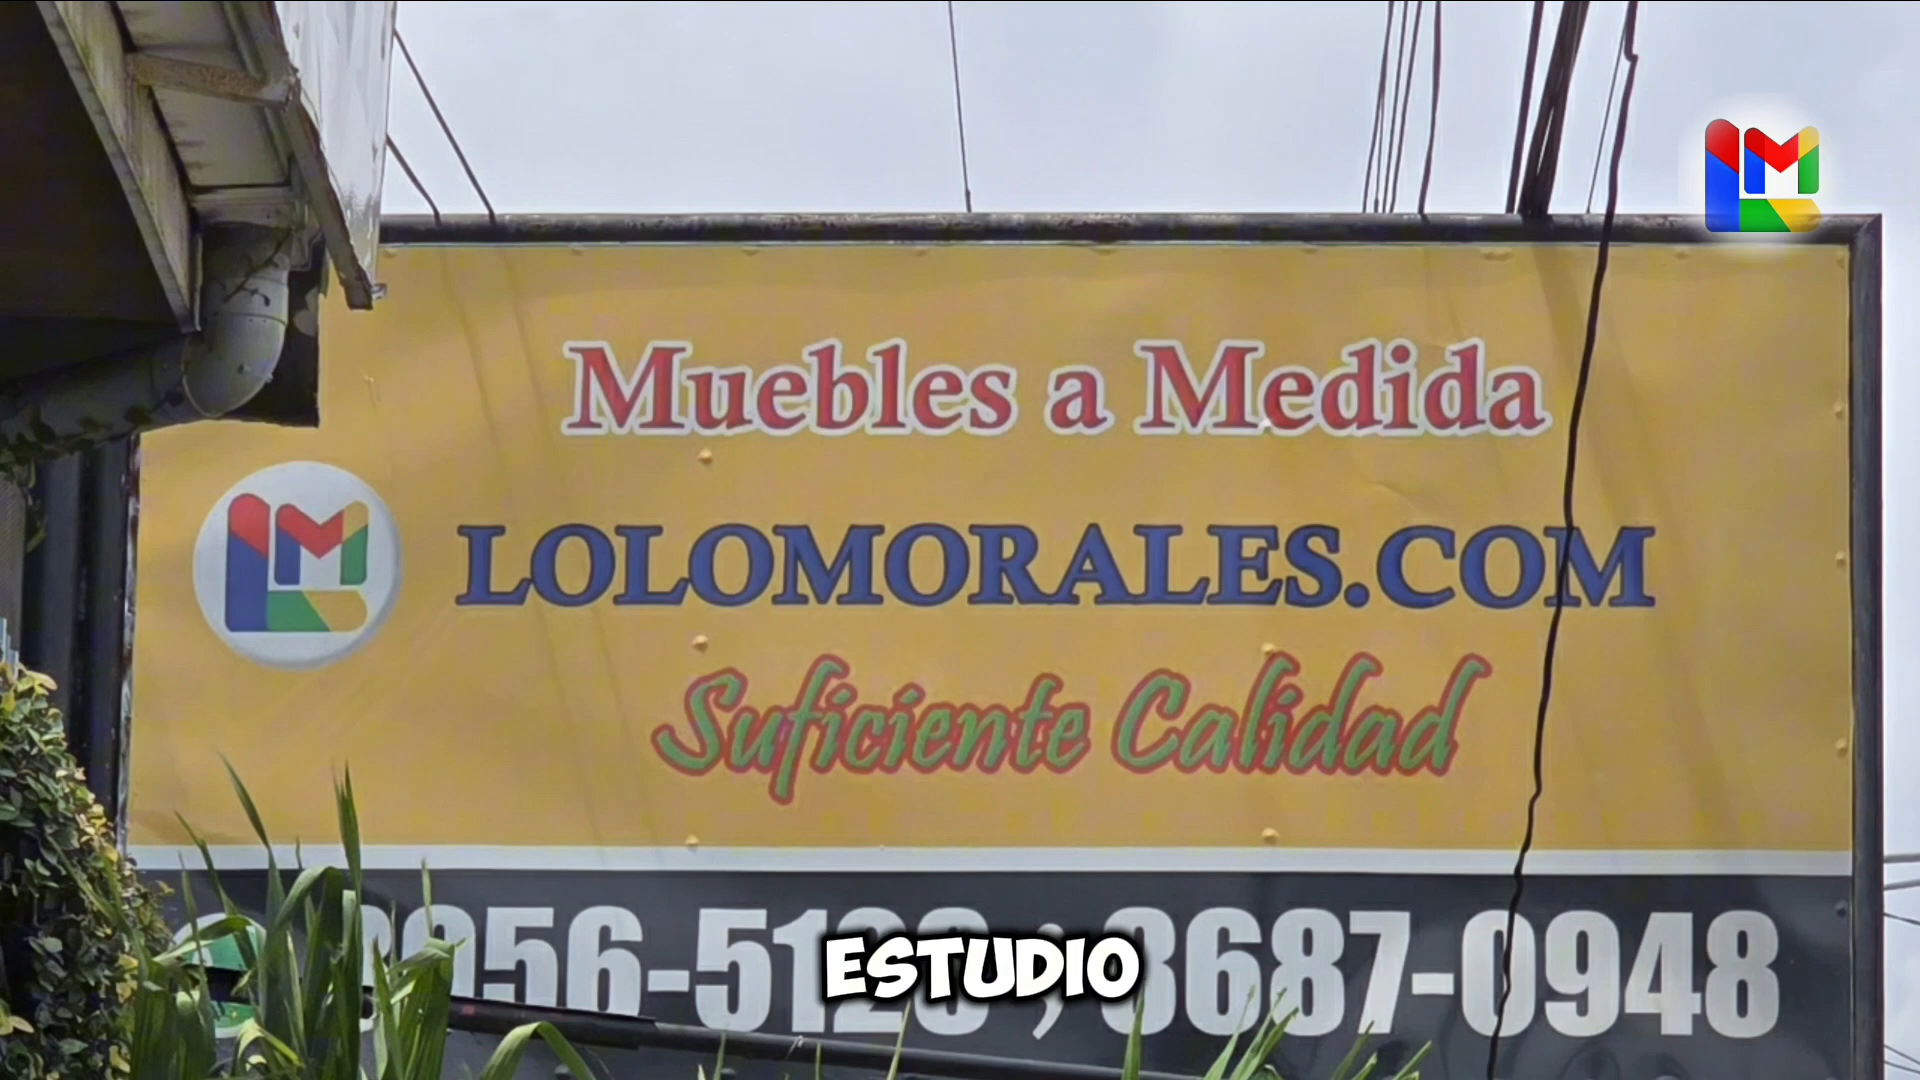 Muebles a Medida
LOLOMORALES.COM
Suficiente Calidad
3687-0948
ESTUDIO